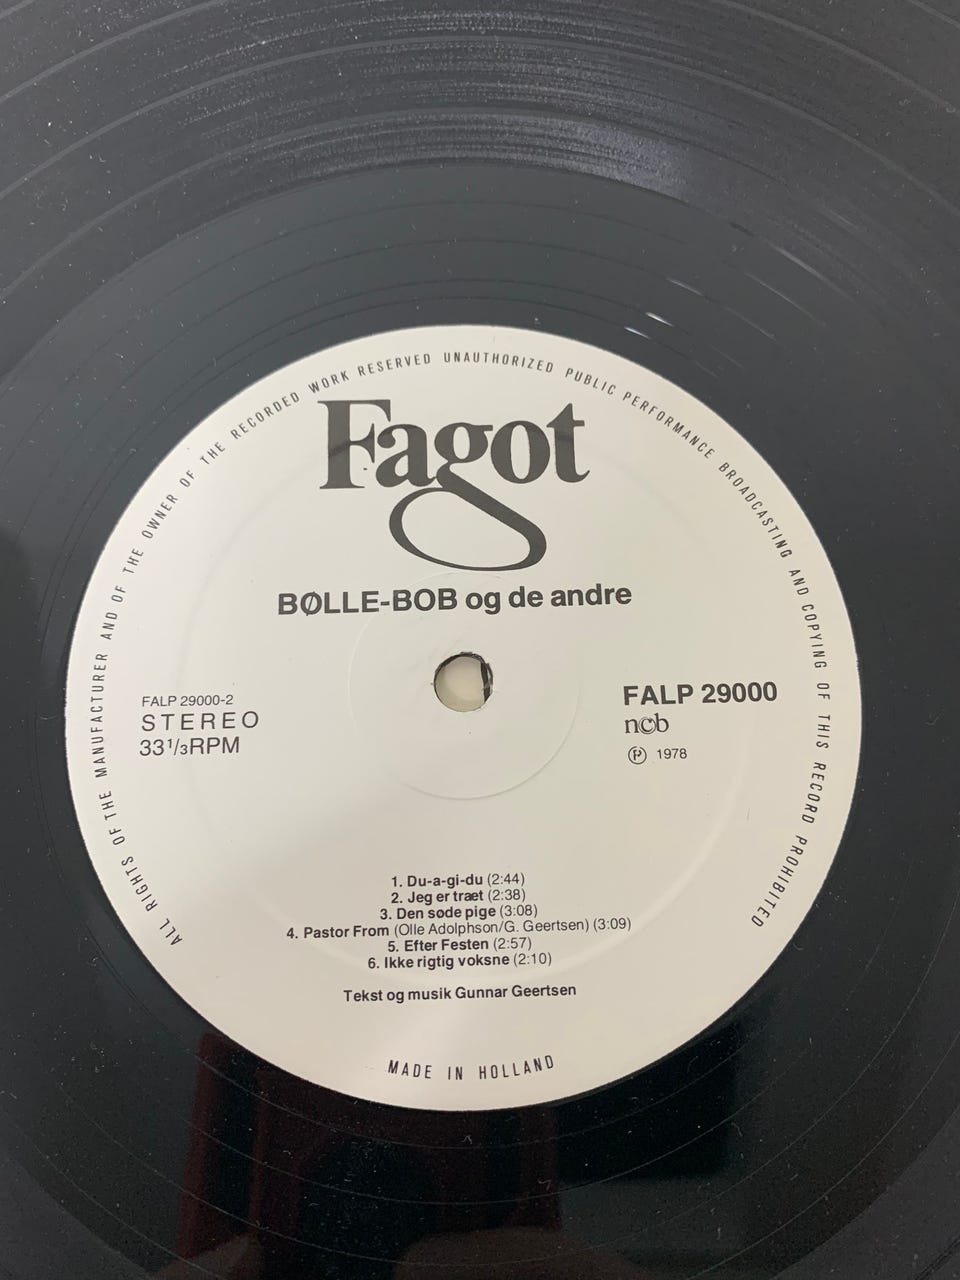 ALL RIGHTS OF THE MANUFACTURER AND OF THE OWNER OF THE RECORDED WORK RESERVED UNAUTHORIZED PUBLIC PERFORMANCE BROADCASTING AND COPYING OF THIS RECORD PROHIBITED
Fagot
BØLLE-BOB og de andre
FALP 29000-2
STEREO
33 1/3 RPM
FALP 29000
ncb
Ⓟ 1978
1. Du-a-gi-du (2:44)
2. Jeg er træt (2:38)
3. Den søde pige (3:08)
4. Pastor From (Olle Adolphson/G. Geertsen) (3:09)
5. Efter Festen (2:57)
6. Ikke rigtig voksne (2:10)
Tekst og musik Gunnar Geertsen
MADE IN HOLLAND